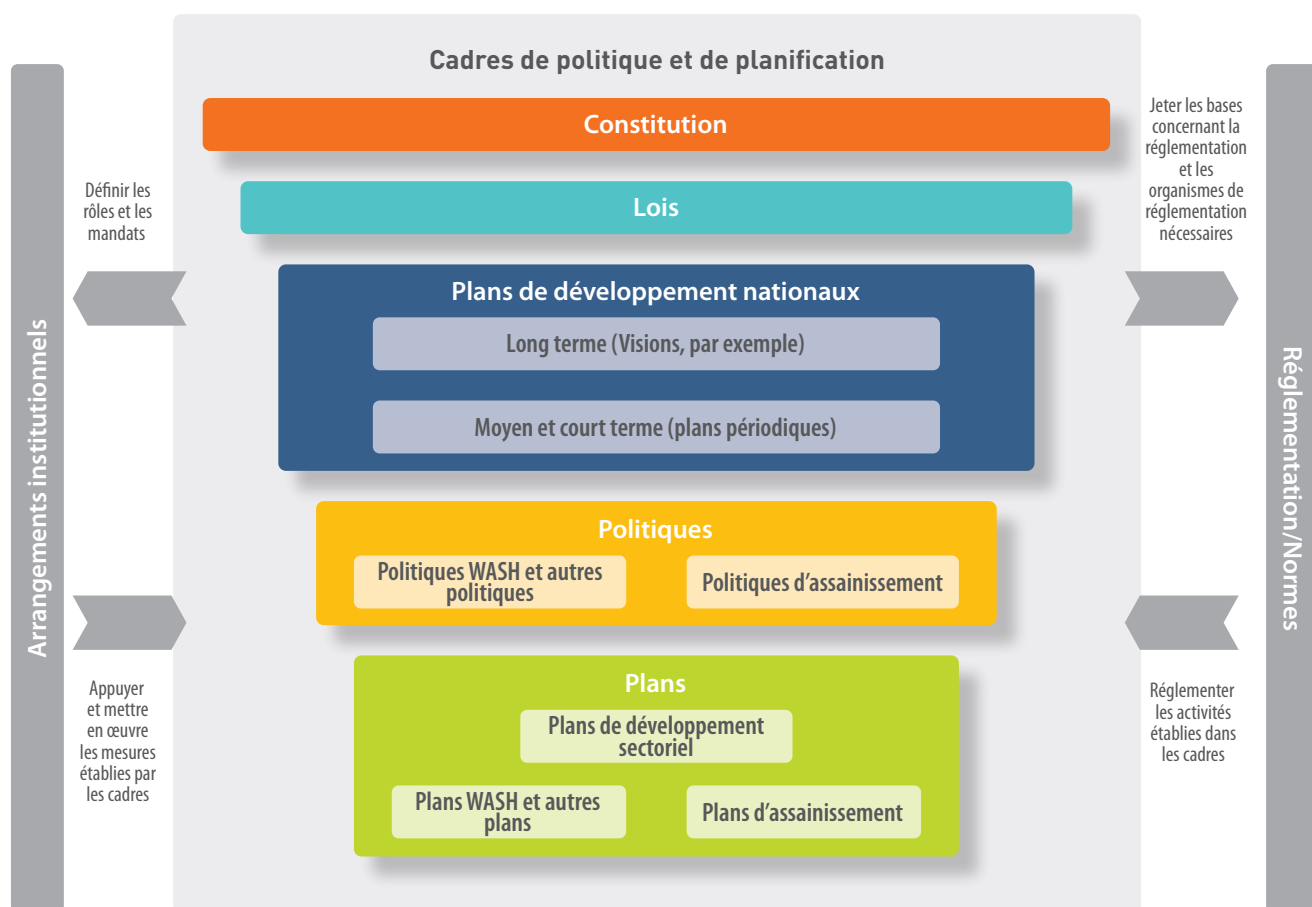 Cadres de politique et de planification
Constitution
Lois
Plans de développement nationaux
Long terme (Visions, par exemple)
Moyen et court terme (plans périodiques)
Politiques
Politiques WASH et autres
politiques
Politiques d'assainissement
Plans
Plans de développement
sectoriel
Plans WASH et autres
plans
Plans d'assainissement
Arrangements institutionnels
Définir les
rôles et les
mandats
Appuyer
et mettre
en œuvre
les mesures
établies par
les cadres
Jeter les bases
concernant la
réglementation
et les
organismes de
réglementation
nécessaires
Réglementer
les activités
établies dans
les cadres
Réglementation/Normes